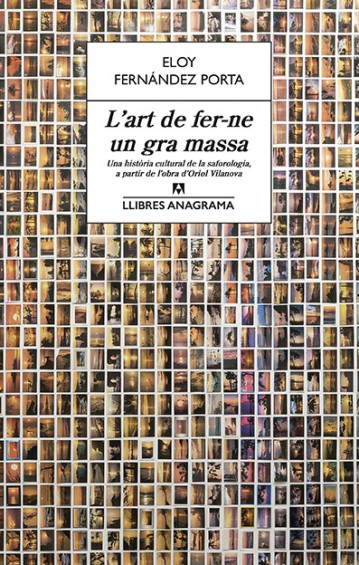 ELOY
FERNÁNDEZ PORTA
L'art de fer-ne
un gra massa
Una història cultural de la saforologia,
a partir de l'obra d'Oriol Vilanova
A
LLIBRES ANAGRAMA